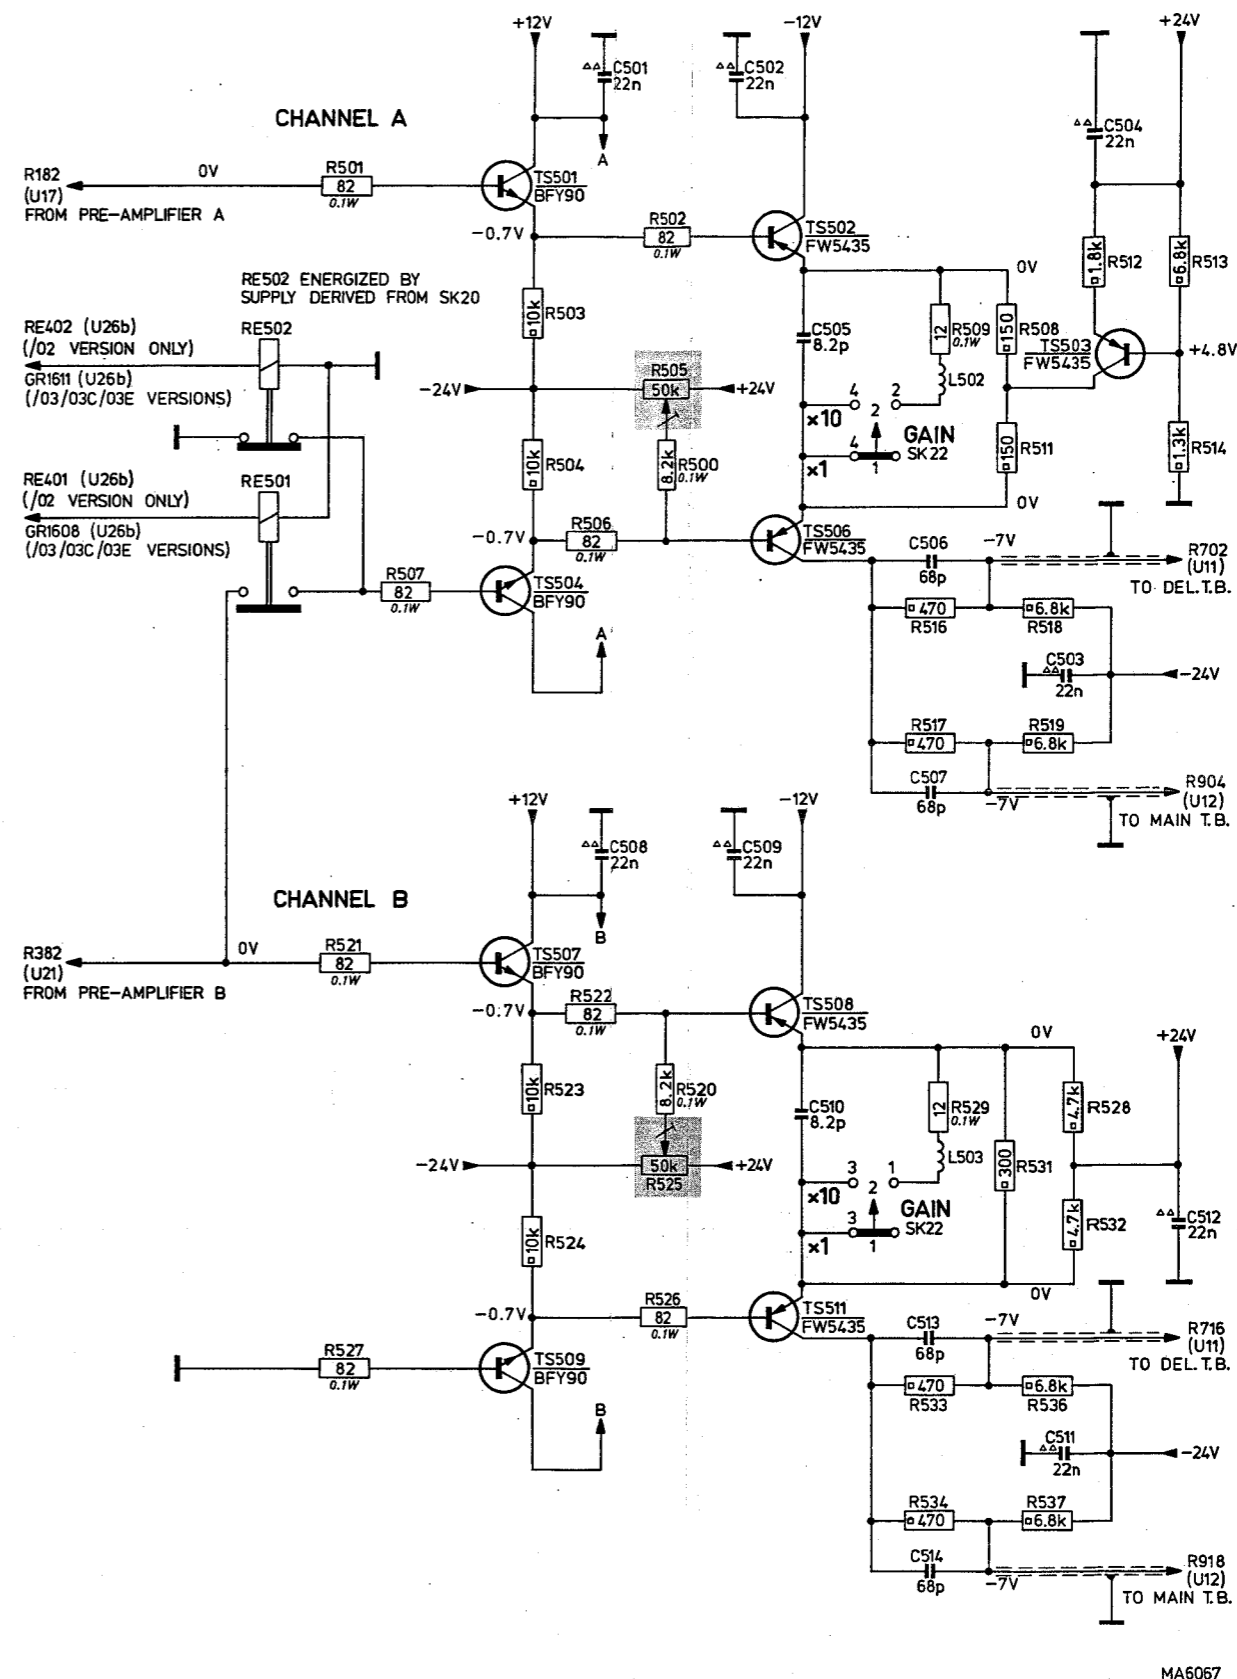 +12V
-12V
+24V
△△ C501
22n
△△ C502
22n
△△ C504
22n
CHANNEL A
A
R182
(U17)
FROM PRE-AMPLIFIER A
0V
R501
82
0.1W
TS501
BFY90
-0.7V
R502
82
0.1W
TS502
FW5435
1.8k
R512
6.8k
R513
0V
RE502 ENERGIZED BY
SUPPLY DERIVED FROM SK20
RE402 (U26b)
(/02 VERSION ONLY)
RE502
GR1611 (U26b)
(/03/03C/03E VERSIONS)
10k
R503
C505
8.2p
12
R509
0.1W
150
R508
TS503
FW5435
+4.8V
-24V
R505
50k
+24V
L502
4
2
×10
2
GAIN
SK22
4
1
×1
150
R511
1.3k
R514
10k
R504
8.2k
R500
0.1W
0V
RE401 (U26b)
(/02 VERSION ONLY)
RE501
GR1608 (U26b)
(/03/03C/03E VERSIONS)
-0.7V
R506
82
0.1W
TS506
FW5435
R507
82
0.1W
TS504
BFY90
A
C506
68p
-7V
R702
(U11)
TO DEL.T.B.
470
R516
6.8k
R518
△△ C503
22n
-24V
R517
470
R519
6.8k
C507
68p
-7V
R904
(U12)
TO MAIN T.B.
+12V
-12V
△△ C508
22n
△△ C509
22n
CHANNEL B
B
R382
(U21)
FROM PRE-AMPLIFIER B
0V
R521
82
0.1W
TS507
BFY90
-0.7V
R522
82
0.1W
TS508
FW5435
0V
+24V
10k
R523
8.2k
R520
0.1W
C510
8.2p
12
R529
0.1W
4.7k
R528
-24V
50k
R525
+24V
L503
300
R531
3
1
×10
2
GAIN
SK22
3
1
×1
4.7k
R532
△△ C512
22n
10k
R524
0V
-0.7V
R526
82
0.1W
TS511
FW5435
R527
82
0.1W
TS509
BFY90
B
C513
68p
-7V
R716
(U11)
TO DEL.T.B.
470
R533
6.8k
R536
△△ C511
22n
-24V
R534
470
R537
6.8k
C514
68p
-7V
R918
(U12)
TO MAIN T.B.
MA6067